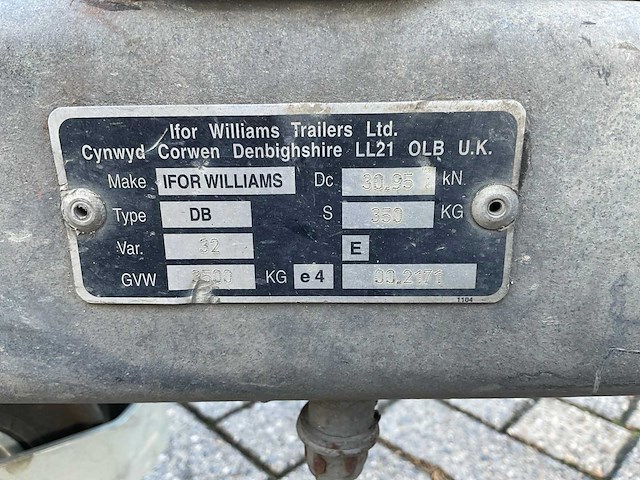 Ifor Williams Trailers Ltd.
Cynwyd Corwen Denbighshire LL21 OLB U.K.
Make IFOR WILLIAMS Dc 30.95 kN
Type DB S 350 KG
Var. 32 E
GVW 3500 KG e4 00.2171
1104